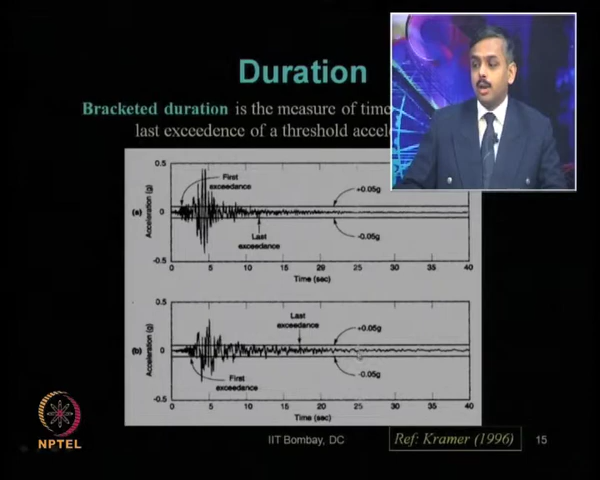 Duration
Bracketed duration is the measure of time
last exceedence of a threshold accel
0.5
First
exceedance
+0.05g
(a)
Acceleration (g)
0
Last
exceedance
-0.05g
-0.5
0 5 10 15 20 25 30 35 40
Time (sec)
0.5
Last
exceedance
+0.05g
(b)
Acceleration (g)
0
First
exceedance
-0.05g
-0.5
0 5 10 15 20 25 30 35 40
Time (sec)
NPTEL
IIT Bombay, DC
Ref: Kramer (1996)
15